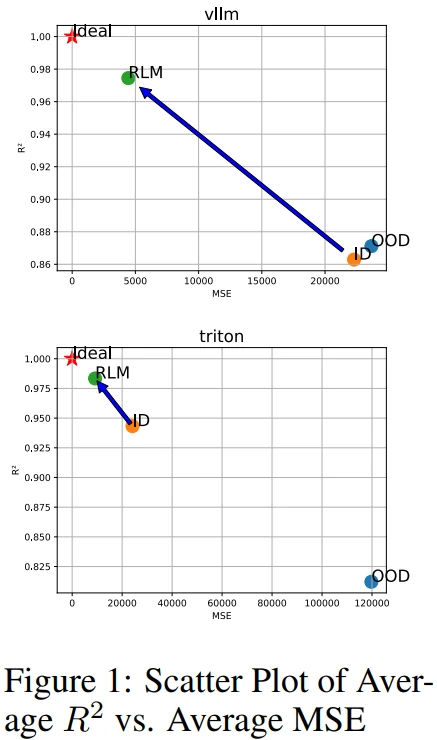 vllm
1,00
0,98
0,96
0,94
0,92
0,90
0,88
0,86
R²
Ideal
RLM
OOD
ID
0 5000 10000 15000 20000
MSE
triton
1,000
0,975
0,950
0,925
0,900
0,875
0,850
0,825
R²
Ideal
RLM
ID
OOD
0 20000 40000 60000 80000 100000 120000
MSE
Figure 1: Scatter Plot of Aver-
age R² vs. Average MSE